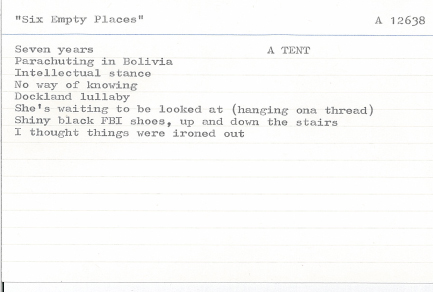 "Six Empty Places" A 12638
Seven years A TENT
Parachuting in Bolivia
Intellectual stance
No way of knowing
Dockland lullaby
She's waiting to be looked at (hanging ona thread)
Shiny black FBI shoes, up and down the stairs
I thought things were ironed out